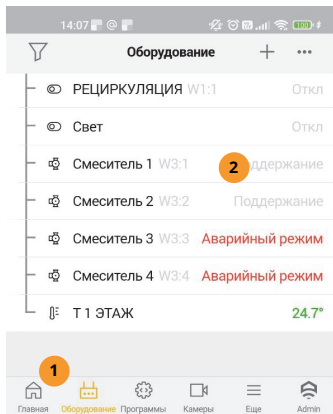 14:07 @ 100
Оборудование
РЕЦИРКУЛЯЦИЯ W1:1 Откл
Свет Откл
Смеситель 1 W3:1 2 ддержание
Смеситель 2 W3:2 Поддержание
Смеситель 3 W3:3 Аварийный режим
Смеситель 4 W3:4 Аварийный режим
T 1 ЭТАЖ 24.7°
1
Главная Оборудование Программы Камеры Еще Admin